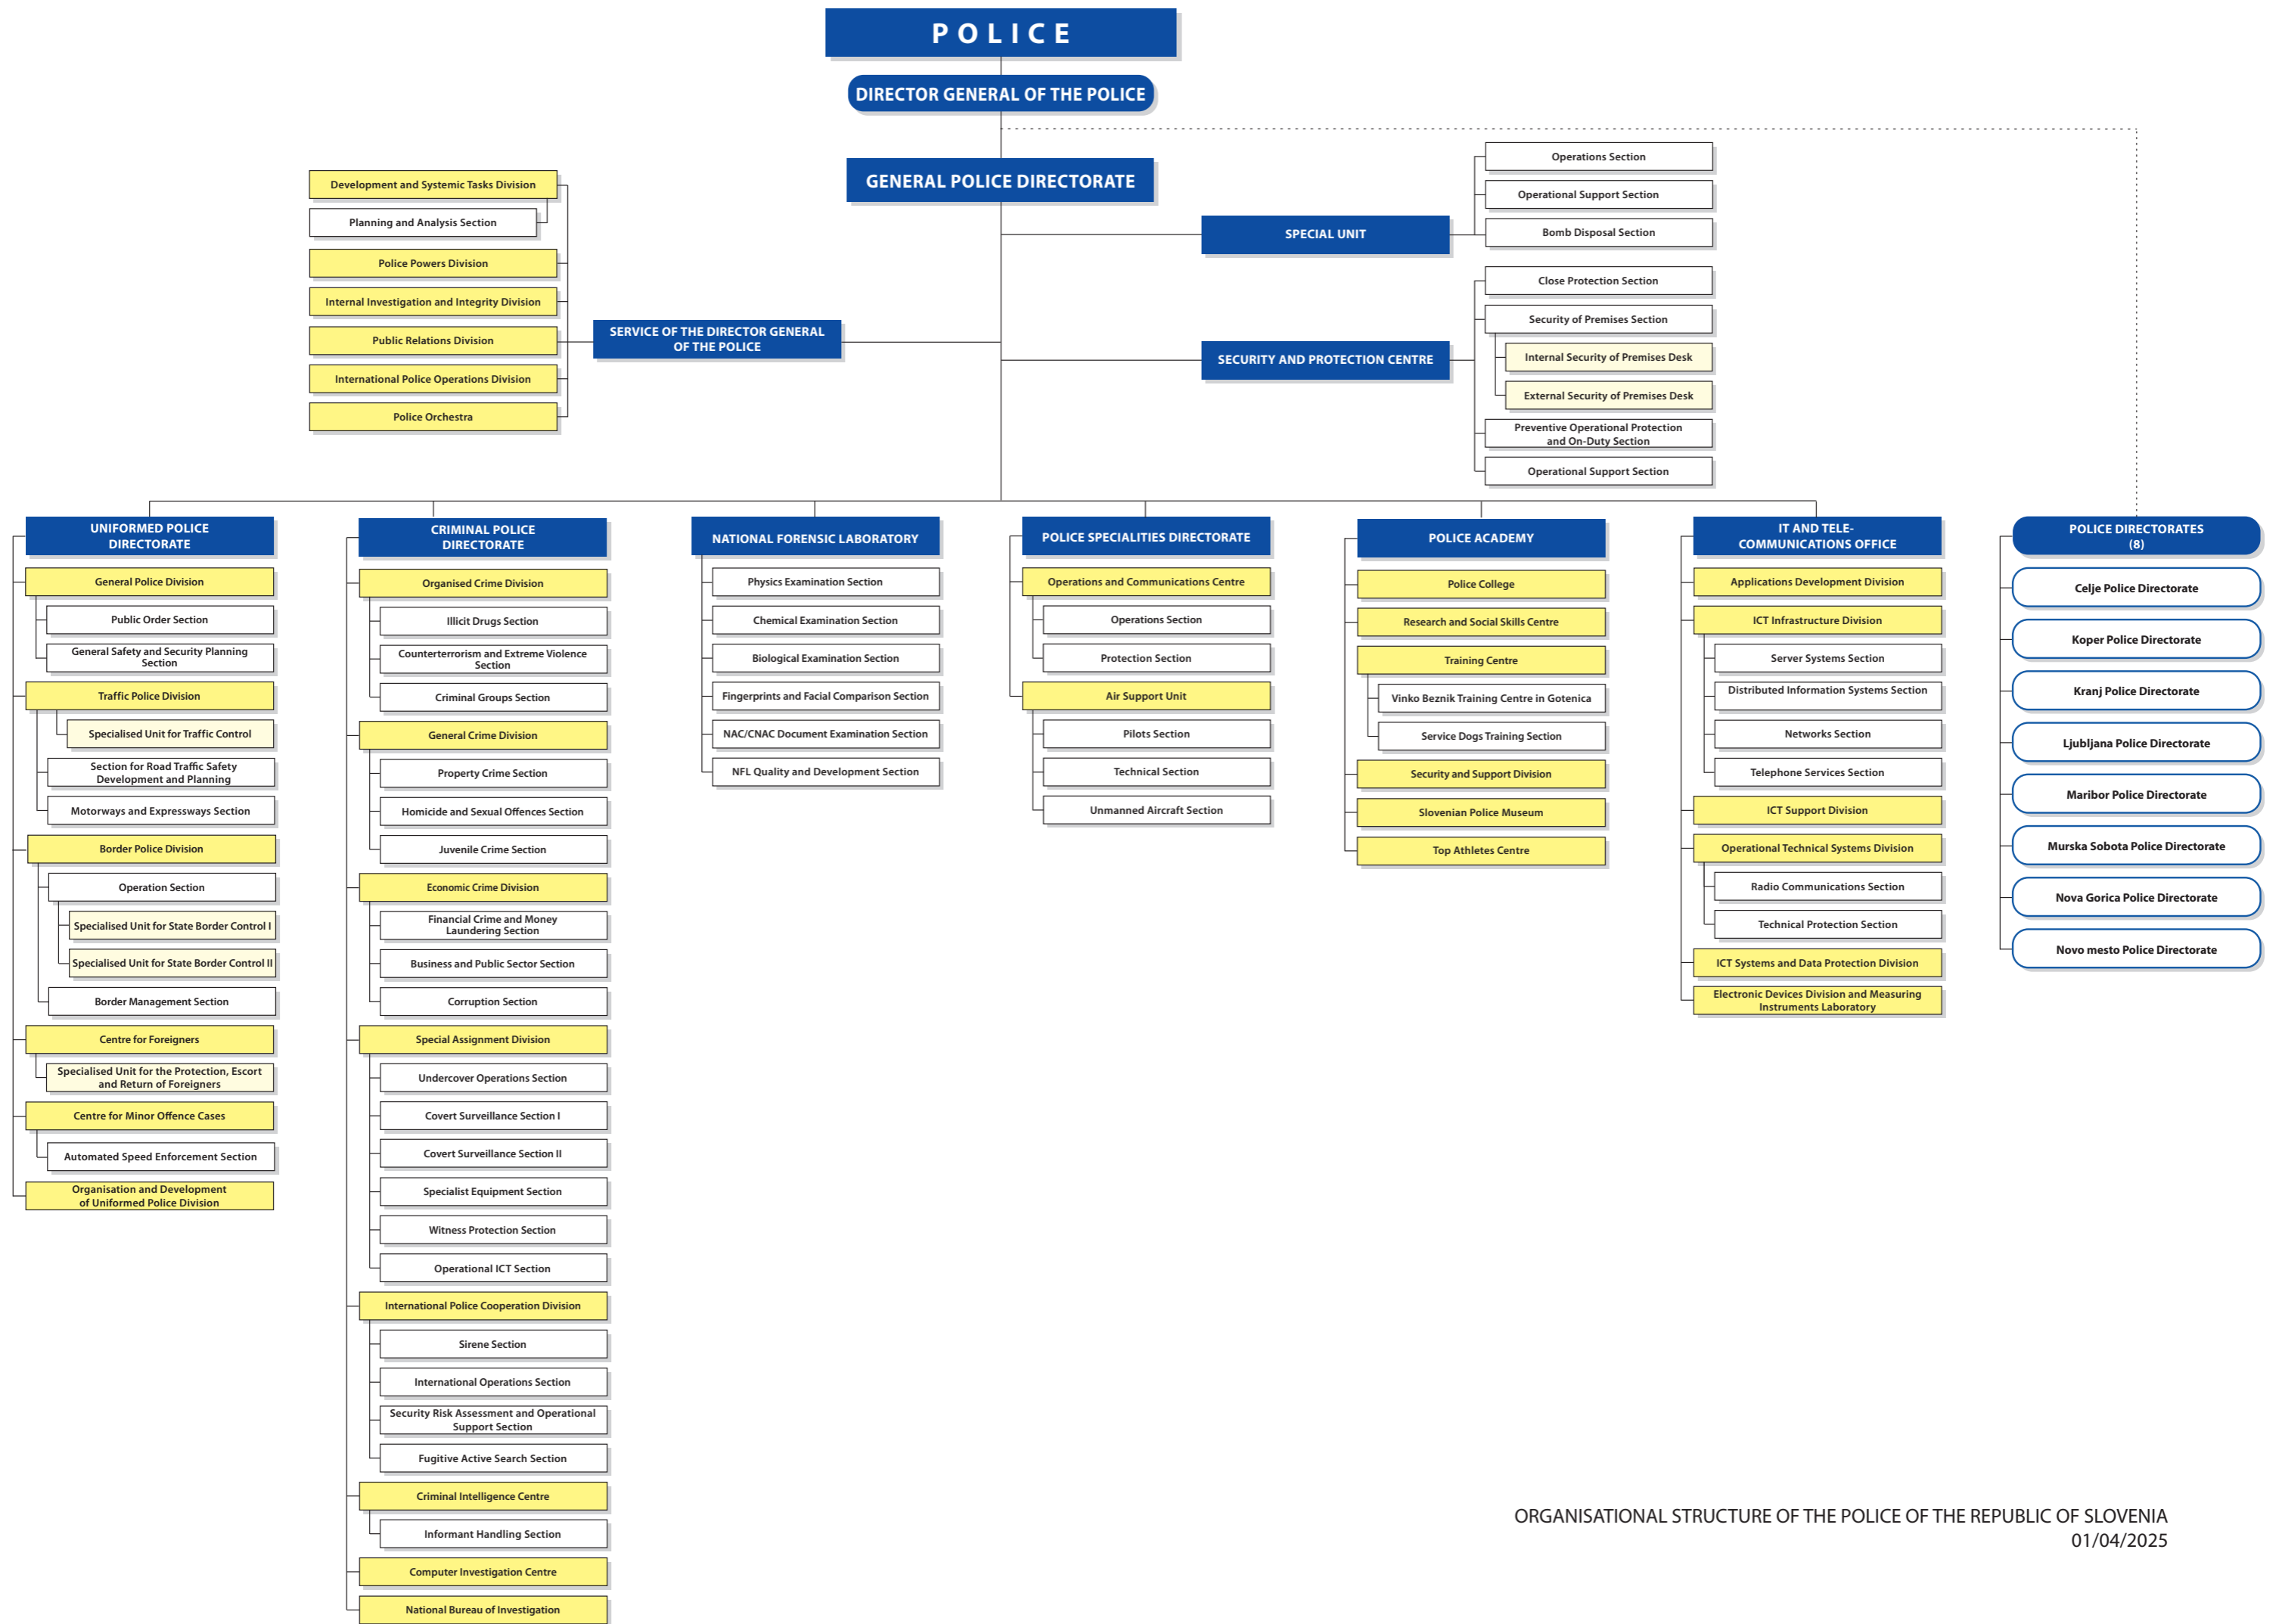 POLICE
DIRECTOR GENERAL OF THE POLICE
GENERAL POLICE DIRECTORATE
Development and Systemic Tasks Division
Planning and Analysis Section
Police Powers Division
Internal Investigation and Integrity Division
Public Relations Division
International Police Operations Division
Police Orchestra
SERVICE OF THE DIRECTOR GENERAL
OF THE POLICE
SPECIAL UNIT
Operations Section
Operational Support Section
Bomb Disposal Section
SECURITY AND PROTECTION CENTRE
Close Protection Section
Security of Premises Section
Internal Security of Premises Desk
External Security of Premises Desk
Preventive Operational Protection
and On-Duty Section
Operational Support Section
UNIFORMED POLICE
DIRECTORATE
General Police Division
Public Order Section
General Safety and Security Planning
Section
Traffic Police Division
Specialised Unit for Traffic Control
Section for Road Traffic Safety
Development and Planning
Motorways and Expressways Section
Border Police Division
Operation Section
Specialised Unit for State Border Control I
Specialised Unit for State Border Control II
Border Management Section
Centre for Foreigners
Specialised Unit for the Protection, Escort
and Return of Foreigners
Centre for Minor Offence Cases
Automated Speed Enforcement Section
Organisation and Development
of Uniformed Police Division
CRIMINAL POLICE
DIRECTORATE
Organised Crime Division
Illicit Drugs Section
Counterterrorism and Extreme Violence
Section
Criminal Groups Section
General Crime Division
Property Crime Section
Homicide and Sexual Offences Section
Juvenile Crime Section
Economic Crime Division
Financial Crime and Money
Laundering Section
Business and Public Sector Section
Corruption Section
Special Assignment Division
Undercover Operations Section
Covert Surveillance Section I
Covert Surveillance Section II
Specialist Equipment Section
Witness Protection Section
Operational ICT Section
International Police Cooperation Division
Sirene Section
International Operations Section
Security Risk Assessment and Operational
Support Section
Fugitive Active Search Section
Criminal Intelligence Centre
Informant Handling Section
Computer Investigation Centre
National Bureau of Investigation
NATIONAL FORENSIC LABORATORY
Physics Examination Section
Chemical Examination Section
Biological Examination Section
Fingerprints and Facial Comparison Section
NAC/CNAC Document Examination Section
NFL Quality and Development Section
POLICE SPECIALITIES DIRECTORATE
Operations and Communications Centre
Operations Section
Protection Section
Air Support Unit
Pilots Section
Technical Section
Unmanned Aircraft Section
POLICE ACADEMY
Police College
Research and Social Skills Centre
Training Centre
Vinko Beznik Training Centre in Gotenica
Service Dogs Training Section
Security and Support Division
Slovenian Police Museum
Top Athletes Centre
IT AND TELE-
COMMUNICATIONS OFFICE
Applications Development Division
ICT Infrastructure Division
Server Systems Section
Distributed Information Systems Section
Networks Section
Telephone Services Section
ICT Support Division
Operational Technical Systems Division
Radio Communications Section
Technical Protection Section
ICT Systems and Data Protection Division
Electronic Devices Division and Measuring
Instruments Laboratory
POLICE DIRECTORATES
(8)
Celje Police Directorate
Koper Police Directorate
Kranj Police Directorate
Ljubljana Police Directorate
Maribor Police Directorate
Murska Sobota Police Directorate
Nova Gorica Police Directorate
Novo mesto Police Directorate
ORGANISATIONAL STRUCTURE OF THE POLICE OF THE REPUBLIC OF SLOVENIA
01/04/2025